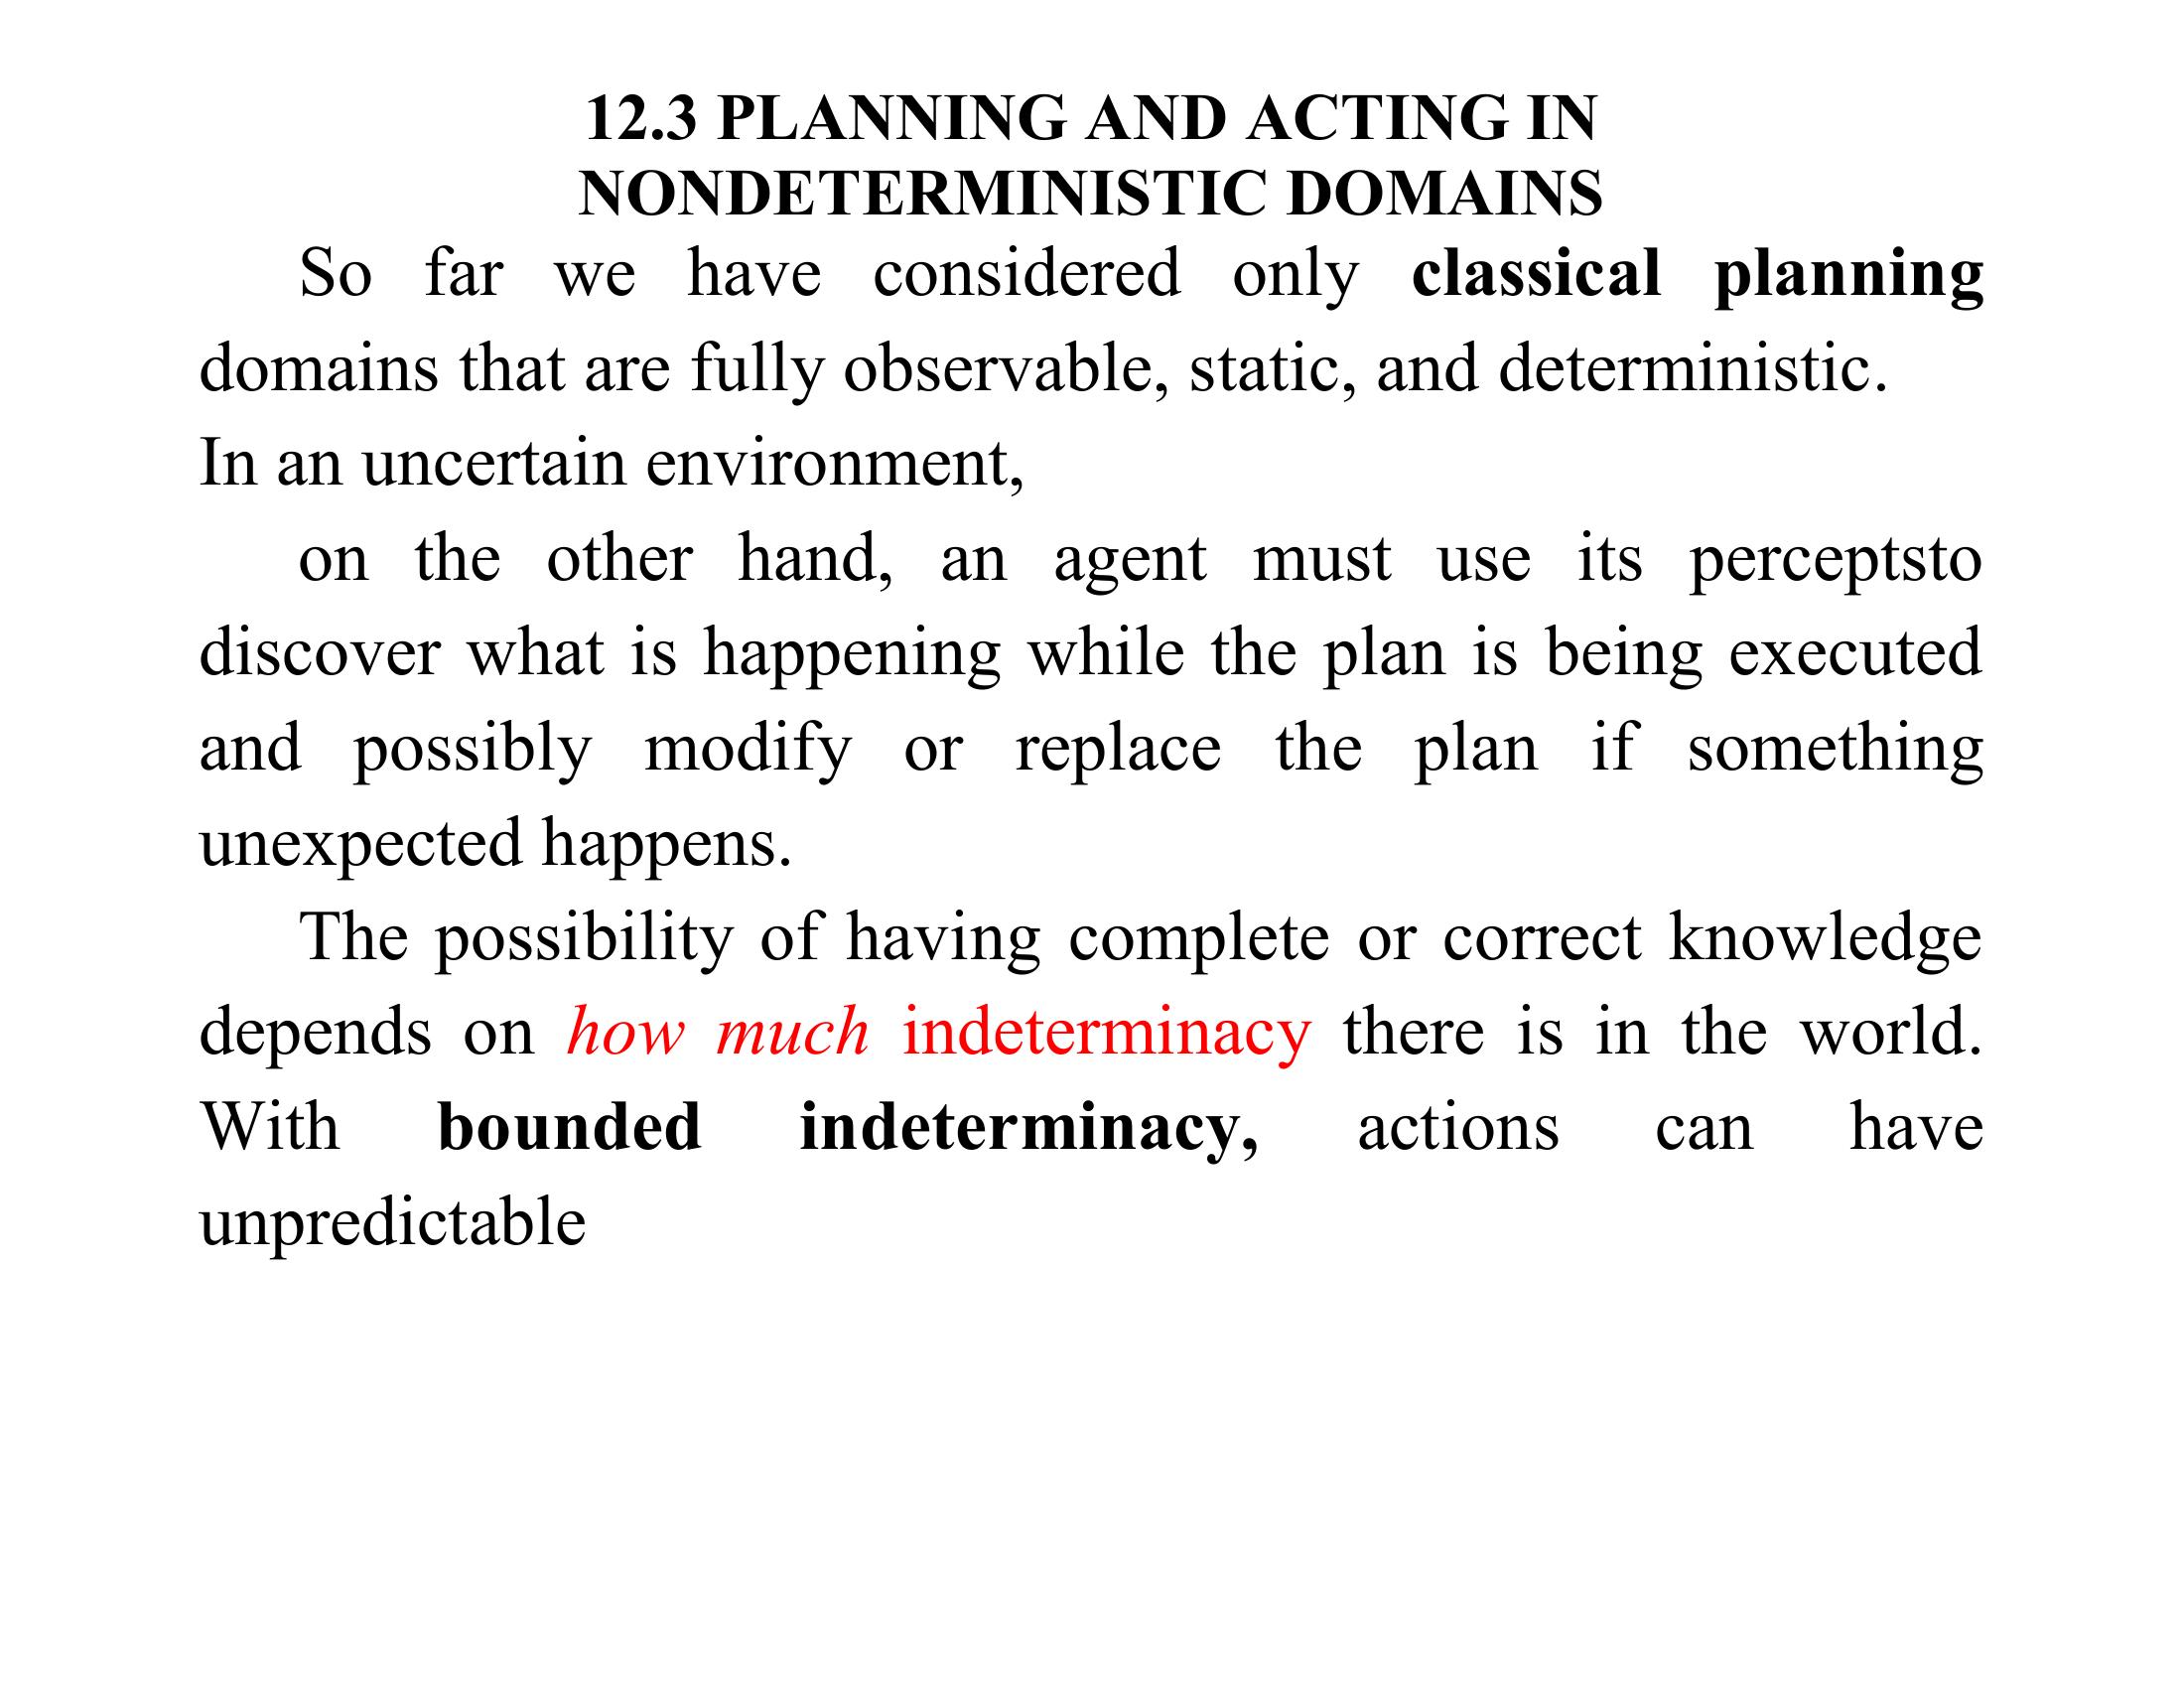 12.3 PLANNING AND ACTING IN
NONDETERMINISTIC DOMAINS
So far we have considered only classical planning
domains that are fully observable, static, and deterministic.
In an uncertain environment,
on the other hand, an agent must use its perceptsto
discover what is happening while the plan is being executed
and possibly modify or replace the plan if something
unexpected happens.
The possibility of having complete or correct knowledge
depends on how much indeterminacy there is in the world.
With bounded indeterminacy, actions can have
unpredictable